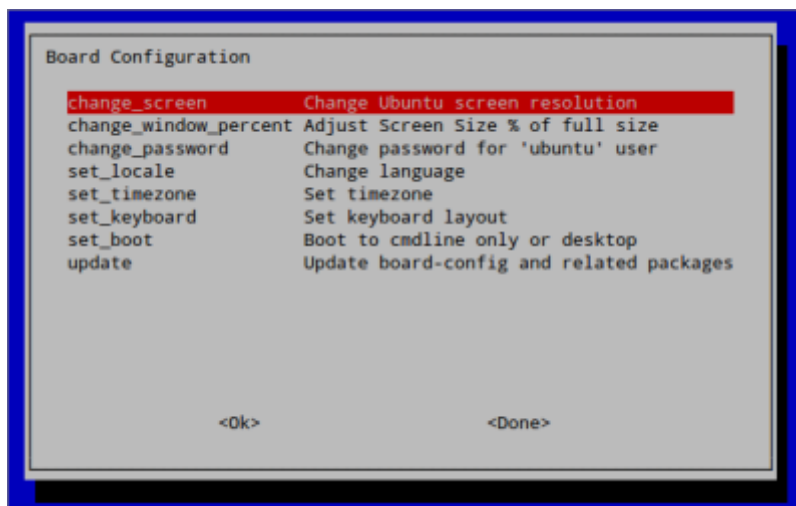 Board Configuration
change_screen Change Ubuntu screen resolution
change_window_percent Adjust Screen Size % of full size
change_password Change password for 'ubuntu' user
set_locale Change language
set_timezone Set timezone
set_keyboard Set keyboard layout
set_boot Boot to cmdline only or desktop
update Update board-config and related packages
<Ok> <Done>